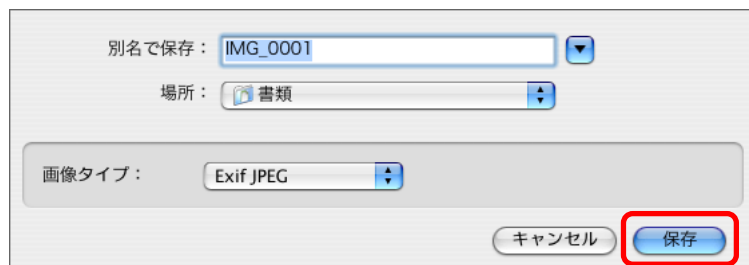 別名で保存： IMG_0001
場所： 書類
画像タイプ： Exif JPEG
キャンセル 保存